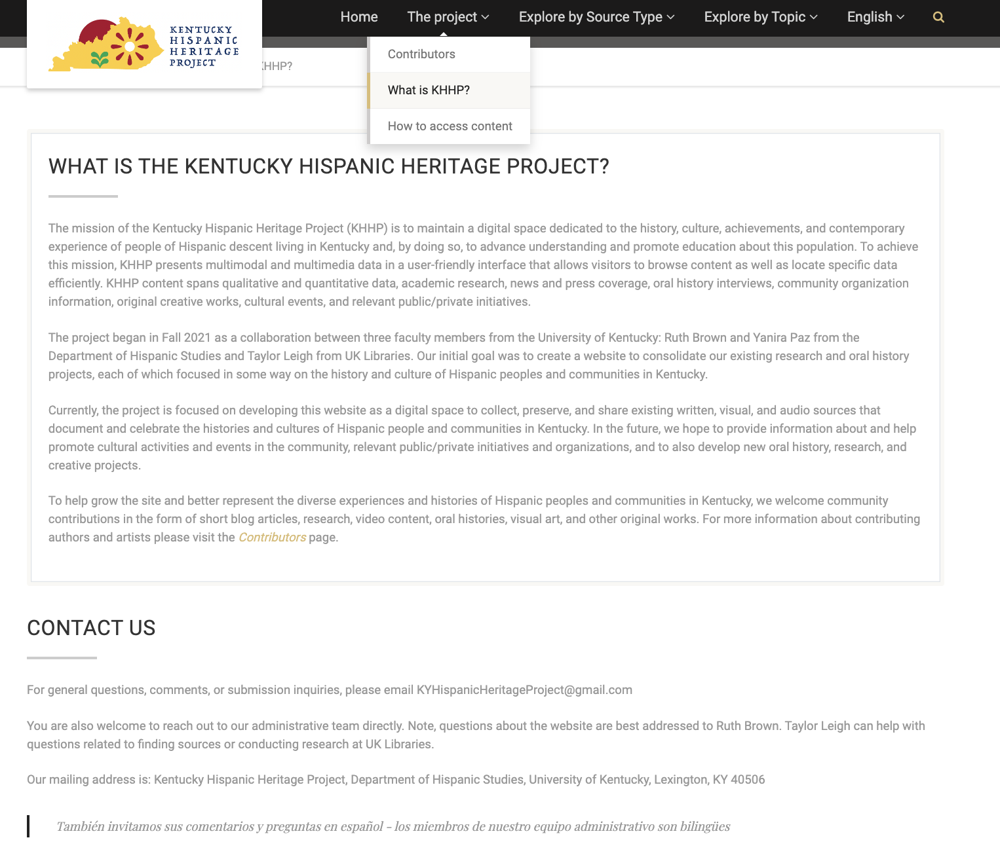 KENTUCKY
HISPANIC
HERITAGE
PROJECT
Home
The project
Explore by Source Type
Explore by Topic
English
KHHP?
Contributors
What is KHHP?
How to access content
WHAT IS THE KENTUCKY HISPANIC HERITAGE PROJECT?
The mission of the Kentucky Hispanic Heritage Project (KHHP) is to maintain a digital space dedicated to the history, culture, achievements, and contemporary
experience of people of Hispanic descent living in Kentucky and, by doing so, to advance understanding and promote education about this population. To achieve
this mission, KHHP presents multimodal and multimedia data in a user-friendly interface that allows visitors to browse content as well as locate specific data
efficiently. KHHP content spans qualitative and quantitative data, academic research, news and press coverage, oral history interviews, community organization
information, original creative works, cultural events, and relevant public/private initiatives.
The project began in Fall 2021 as a collaboration between three faculty members from the University of Kentucky: Ruth Brown and Yanira Paz from the
Department of Hispanic Studies and Taylor Leigh from UK Libraries. Our initial goal was to create a website to consolidate our existing research and oral history
projects, each of which focused in some way on the history and culture of Hispanic peoples and communities in Kentucky.
Currently, the project is focused on developing this website as a digital space to collect, preserve, and share existing written, visual, and audio sources that
document and celebrate the histories and cultures of Hispanic people and communities in Kentucky. In the future, we hope to provide information about and help
promote cultural activities and events in the community, relevant public/private initiatives and organizations, and to also develop new oral history, research, and
creative projects.
To help grow the site and better represent the diverse experiences and histories of Hispanic peoples and communities in Kentucky, we welcome community
contributions in the form of short blog articles, research, video content, oral histories, visual art, and other original works. For more information about contributing
authors and artists please visit the Contributors page.
CONTACT US
For general questions, comments, or submission inquiries, please email KYHispanicHeritageProject@gmail.com
You are also welcome to reach out to our administrative team directly. Note, questions about the website are best addressed to Ruth Brown. Taylor Leigh can help with
questions related to finding sources or conducting research at UK Libraries.
Our mailing address is: Kentucky Hispanic Heritage Project, Department of Hispanic Studies, University of Kentucky, Lexington, KY 40506
También invitamos sus comentarios y preguntas en español - los miembros de nuestro equipo administrativo son bilingües